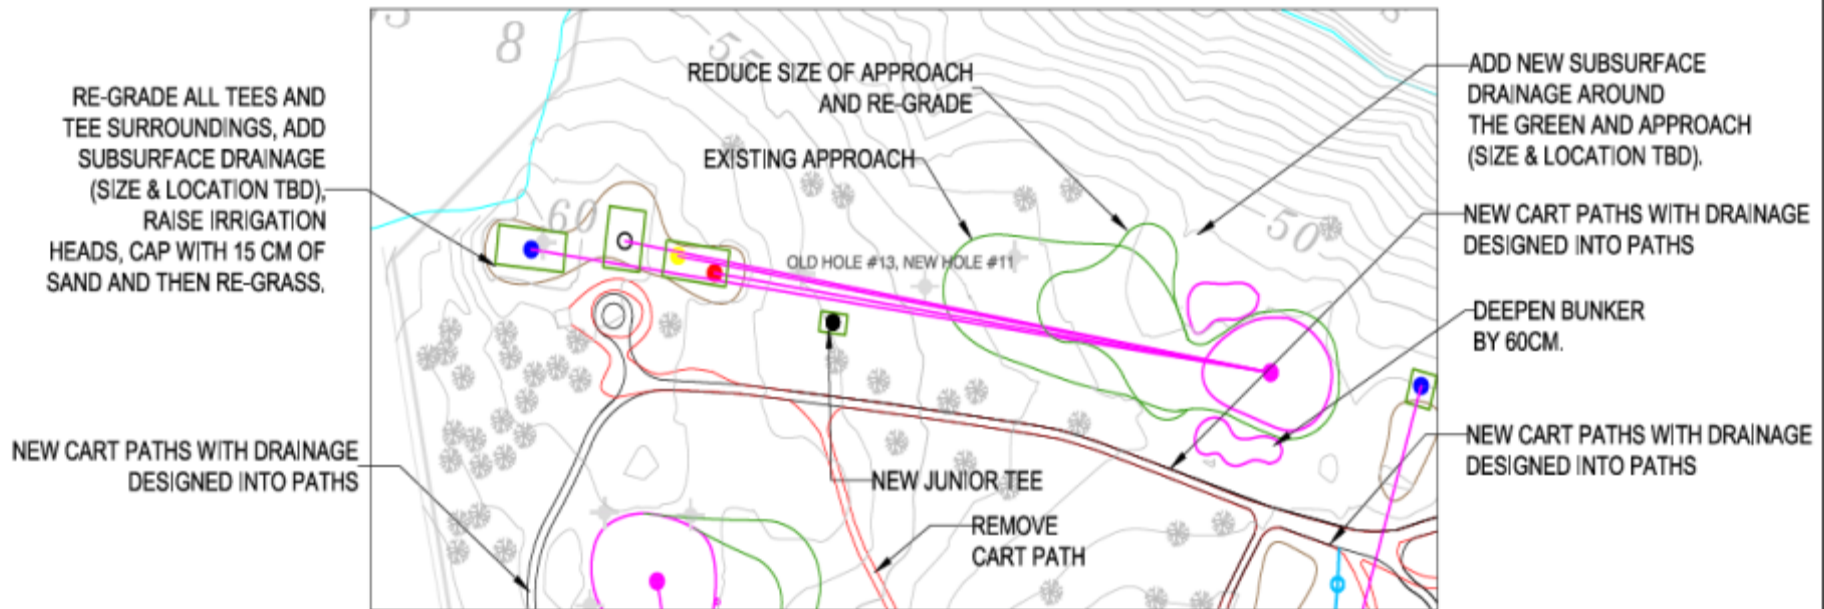 8
55
50
60
RE-GRADE ALL TEES AND
TEE SURROUNDINGS, ADD
SUBSURFACE DRAINAGE
(SIZE & LOCATION TBD),
RAISE IRRIGATION
HEADS, CAP WITH 15 CM OF
SAND AND THEN RE-GRASS.
REDUCE SIZE OF APPROACH
AND RE-GRADE
EXISTING APPROACH
OLD HOLE #13, NEW HOLE #11
ADD NEW SUBSURFACE
DRAINAGE AROUND
THE GREEN AND APPROACH
(SIZE & LOCATION TBD).
NEW CART PATHS WITH DRAINAGE
DESIGNED INTO PATHS
DEEPEN BUNKER
BY 60CM.
NEW CART PATHS WITH DRAINAGE
DESIGNED INTO PATHS
NEW CART PATHS WITH DRAINAGE
DESIGNED INTO PATHS
NEW JUNIOR TEE
REMOVE
CART PATH